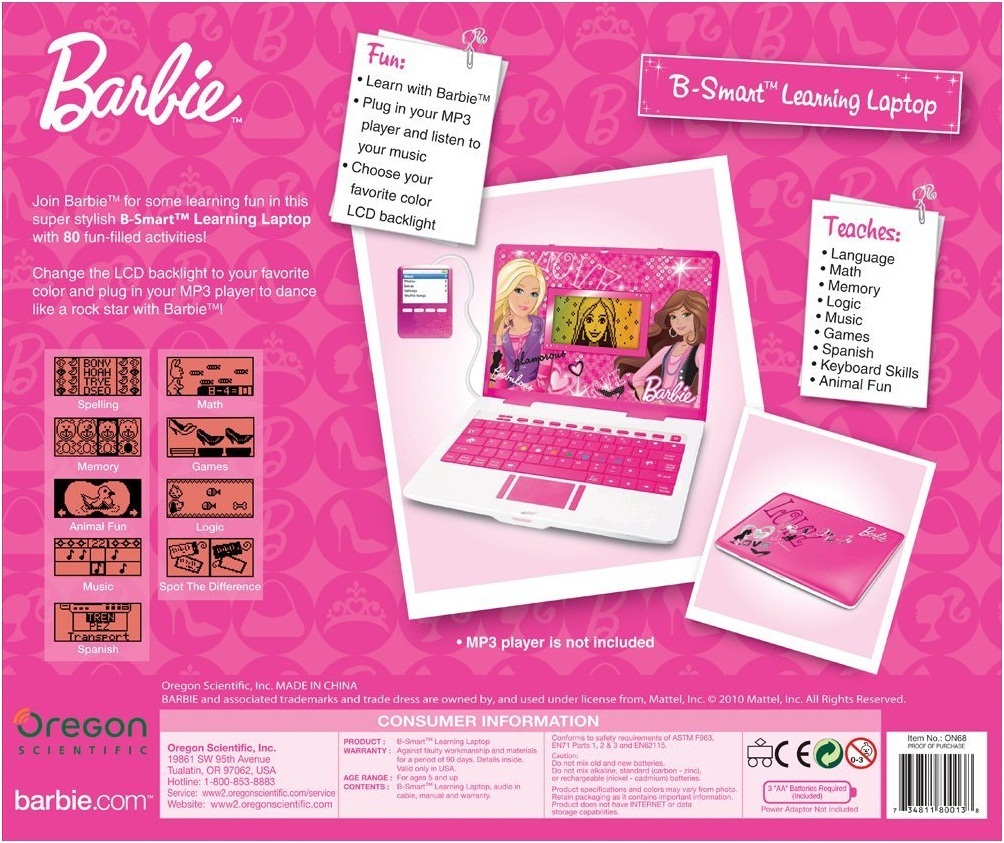 Barbie™
Fun:
• Learn with Barbie™
• Plug in your MP3
player and listen to
your music
• Choose your
favorite color
LCD backlight
B-Smart™ Learning Laptop
Join Barbie™ for some learning fun in this
super stylish B-Smart™ Learning Laptop
with 80 fun-filled activities!
Change the LCD backlight to your favorite
color and plug in your MP3 player to dance
like a rock star with Barbie™!
Teaches:
• Language
• Math
• Memory
• Logic
• Music
• Games
• Spanish
• Keyboard Skills
• Animal Fun
glamorous
Fabulous
Barbie
Barbie
BONY
HOAH
TRYE
DSEO
Spelling
8-4=
Math
Memory
Games
Animal Fun
Logic
22
Music
Spot The Difference
TREN
PEZ
Transport
Spanish
• MP3 player is not included
Oregon Scientific, Inc. MADE IN CHINA
BARBIE and associated trademarks and trade dress are owned by, and used under license from, Mattel, Inc. © 2010 Mattel, Inc. All Rights Reserved.
Oregon
SCIENTIFIC
barbie.com™
CONSUMER INFORMATION
Oregon Scientific, Inc.
19861 SW 95th Avenue
Tualatin, OR 97062, USA
Hotline: 1-800-853-8883
Service: www2.oregonscientific.com/service
Website: www2.oregonscientific.com
PRODUCT : B-Smart™ Learning Laptop
WARRANTY : Against faulty workmanship and materials
for a period of 90 days. Details inside.
Valid only in USA.
AGE RANGE : For ages 5 and up
CONTENTS : B-Smart™ Learning Laptop, audio in
cable, manual and warranty.
Conforms to safety requirements of ASTM F963,
EN71 Parts 1, 2 & 3 and EN62115.
Caution:
Do not mix old and new batteries.
Do not mix alkaline, standard (carbon - zinc),
or rechargeable (nickel - cadmium) batteries.
Product specifications and colors may vary from photo.
Retain packaging as it contains important information.
Product does not have INTERNET or data
storage capabilities.
CE
0-3
3 "AA" Batteries Required
(Included)
Power Adaptor Not Included
Item No.: ON68
PROOF OF PURCHASE
7 34811 80013 8